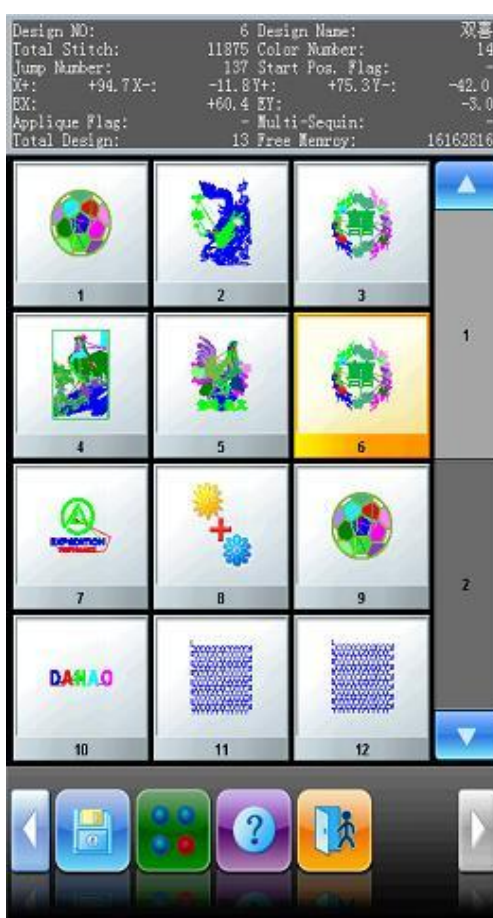 Design NO: 6 Design Name: 双喜
Total Stitch: 11875 Color Number: 14
Jump Number: 137 Start Pos. Flag: -
X+: +94.7 X-: -11.8 Y+: +75.3 Y-: -42.0
EX: +60.4 EY: -3.0
Applique Flag: - Multi-Sequin: -
Total Design: 13 Free Memroy: 16162816
1 2 3
1
4 5 6
EXPEDITION
7 8 9
2
DAHAO
10 11 12
?